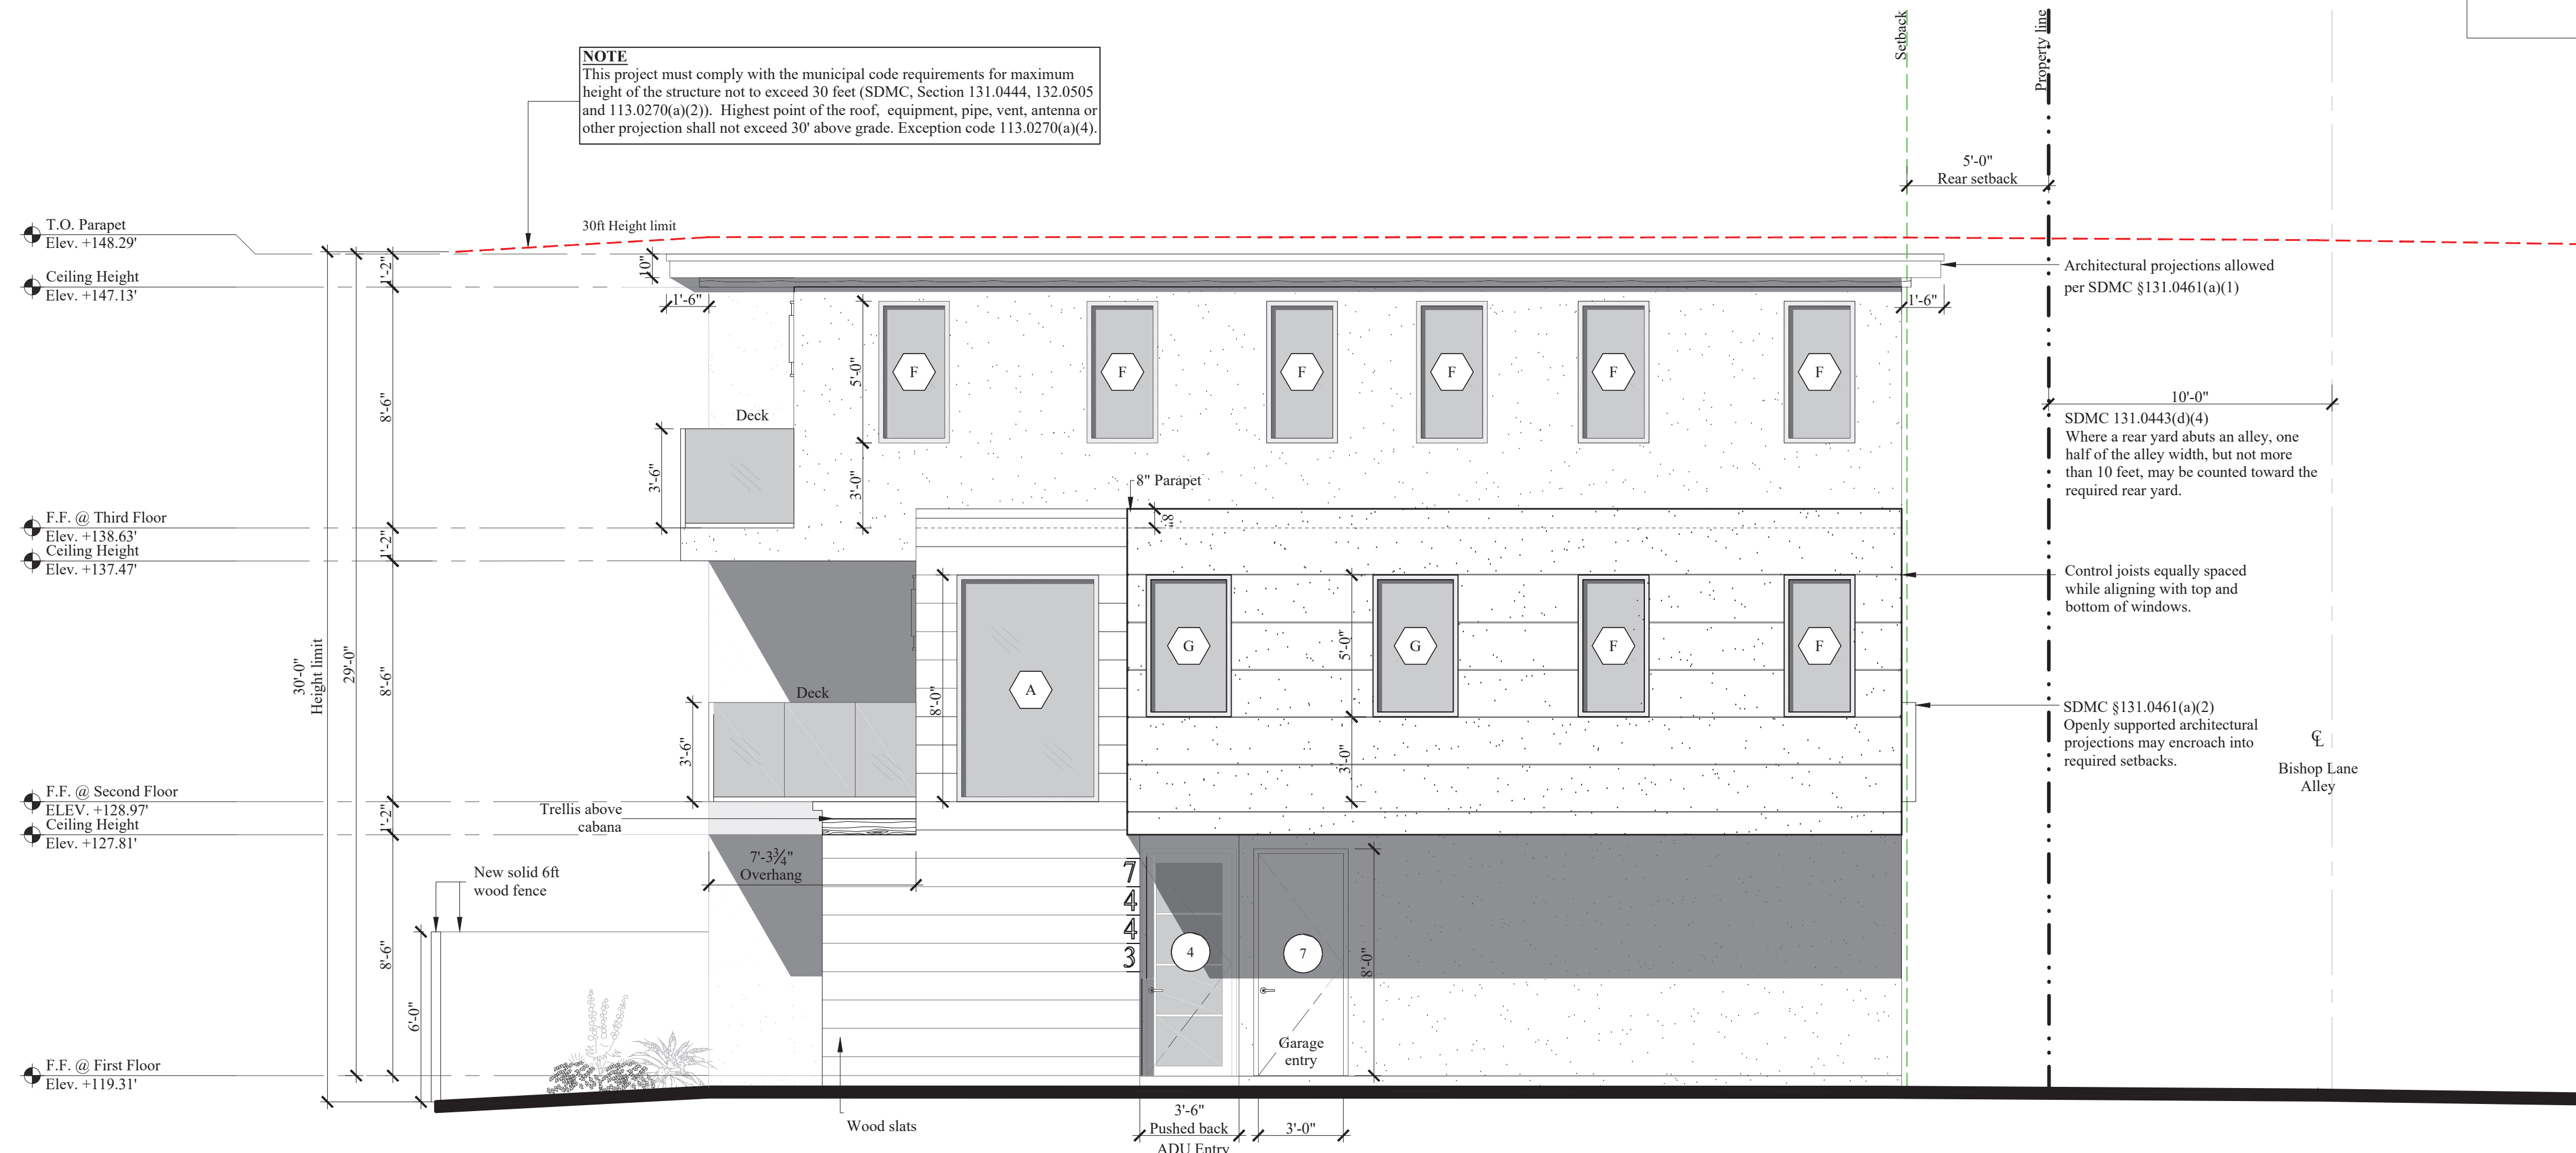 NOTE
This project must comply with the municipal code requirements for maximum
height of the structure not to exceed 30 feet (SDMC, Section 131.0444, 132.0505
and 113.0270(a)(2)).  Highest point of the roof,  equipment, pipe, vent, antenna or
other projection shall not exceed 30' above grade. Exception code 113.0270(a)(4).
Setback
Property line
5'-0"
Rear setback
T.O. Parapet
Elev. +148.29'
30ft Height limit
Ceiling Height
Elev. +147.13'
1'-2"
10"
1'-6"
1'-6"
Architectural projections allowed
per SDMC §131.0461(a)(1)
8'-6"
5'-0"
F
F
F
F
F
F
10'-0"
SDMC 131.0443(d)(4)
Where a rear yard abuts an alley, one
half of the alley width, but not more
than 10 feet, may be counted toward the
required rear yard.
Deck
3'-6"
3'-0"
8" Parapet
8"
F.F. @ Third Floor
Elev. +138.63'
1'-2"
Ceiling Height
Elev. +137.47'
Control joists equally spaced
while aligning with top and
bottom of windows.
30'-0"
Height limit
29'-0"
8'-6"
8'-0"
A
G
5'-0"
G
F
F
Deck
3'-6"
3'-0"
SDMC §131.0461(a)(2)
Openly supported architectural
projections may encroach into
required setbacks.
CL
Bishop Lane
Alley
F.F. @ Second Floor
ELEV. +128.97'
1'-2"
Ceiling Height
Elev. +127.81'
Trellis above
cabana
7'-3¾"
Overhang
New solid 6ft
wood fence
8'-6"
6'-0"
7
4
4
3
4
7
8'-0"
Garage
entry
F.F. @ First Floor
Elev. +119.31'
Wood slats
3'-6"
Pushed back
ADU Entry
3'-0"